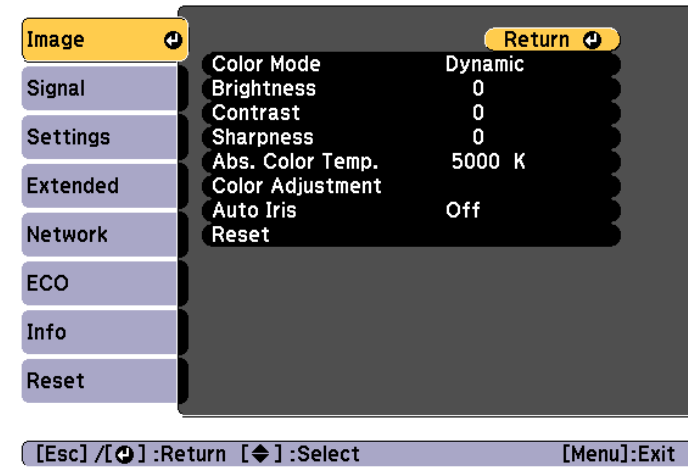 Image
Signal
Settings
Extended
Network
ECO
Info
Reset
Return
Color Mode Dynamic
Brightness 0
Contrast 0
Sharpness 0
Abs. Color Temp. 5000 K
Color Adjustment
Auto Iris Off
Reset
[Esc] /[⏎] :Return [◆] :Select [Menu]:Exit